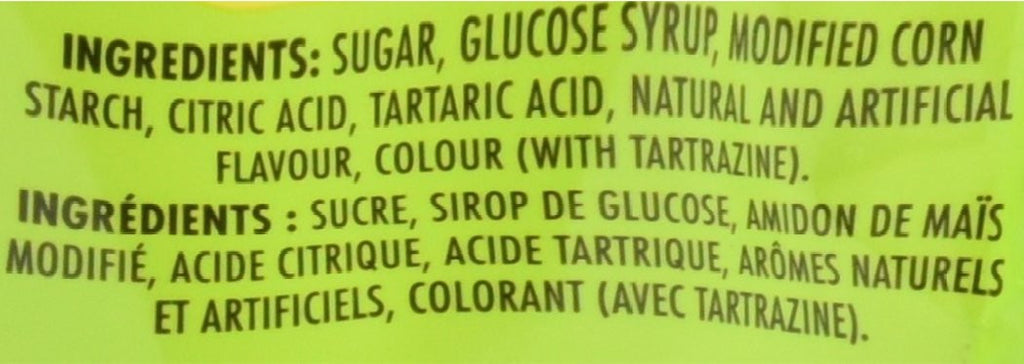 INGREDIENTS: SUGAR, GLUCOSE SYRUP, MODIFIED CORN
STARCH, CITRIC ACID, TARTARIC ACID, NATURAL AND ARTIFICIAL
FLAVOUR, COLOUR (WITH TARTRAZINE).
INGRÉDIENTS : SUCRE, SIROP DE GLUCOSE, AMIDON DE MAÏS
MODIFIÉ, ACIDE CITRIQUE, ACIDE TARTRIQUE, ARÔMES NATURELS
ET ARTIFICIELS, COLORANT (AVEC TARTRAZINE).